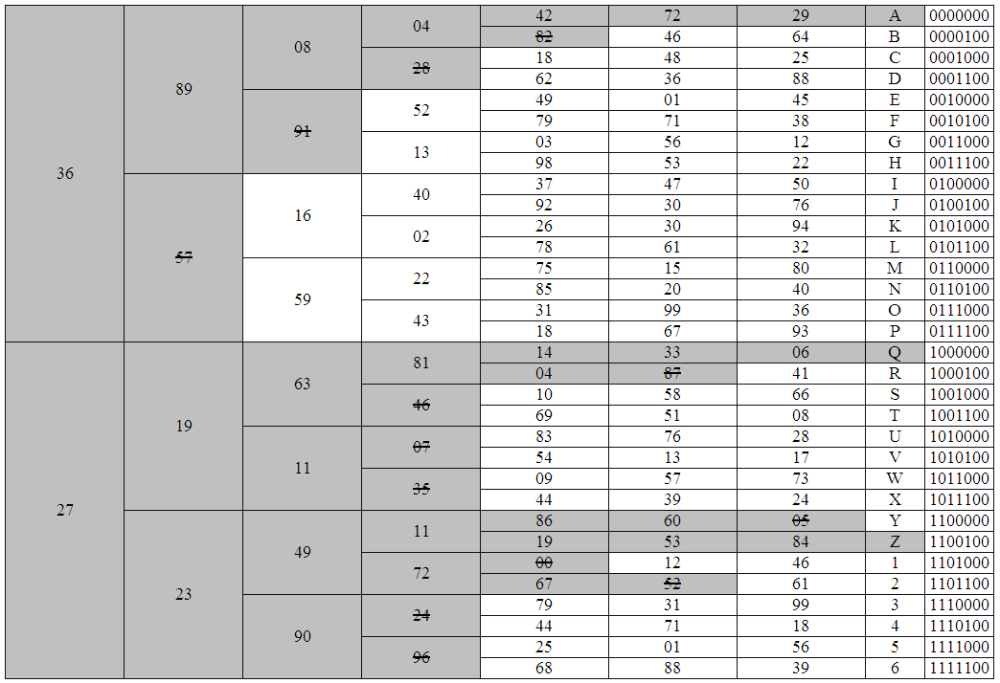 36 89 08 04 42 72 29 A 0000000
82 46 64 B 0000100
28 18 48 25 C 0001000
62 36 88 D 0001100
91 52 49 01 45 E 0010000
79 71 38 F 0010100
13 03 56 12 G 0011000
98 53 22 H 0011100
57 16 40 37 47 50 I 0100000
92 30 76 J 0100100
02 26 30 94 K 0101000
78 61 32 L 0101100
59 22 75 15 80 M 0110000
85 20 40 N 0110100
43 31 99 36 O 0111000
18 67 93 P 0111100
27 19 63 81 14 33 06 Q 1000000
04 87 41 R 1000100
46 10 58 66 S 1001000
69 51 08 T 1001100
11 07 83 76 28 U 1010000
54 13 17 V 1010100
35 09 57 73 W 1011000
44 39 24 X 1011100
23 49 11 86 60 05 Y 1100000
19 53 84 Z 1100100
72 00 12 46 1 1101000
67 52 61 2 1101100
90 24 79 31 99 3 1110000
44 71 18 4 1110100
96 25 01 56 5 1111000
68 88 39 6 1111100